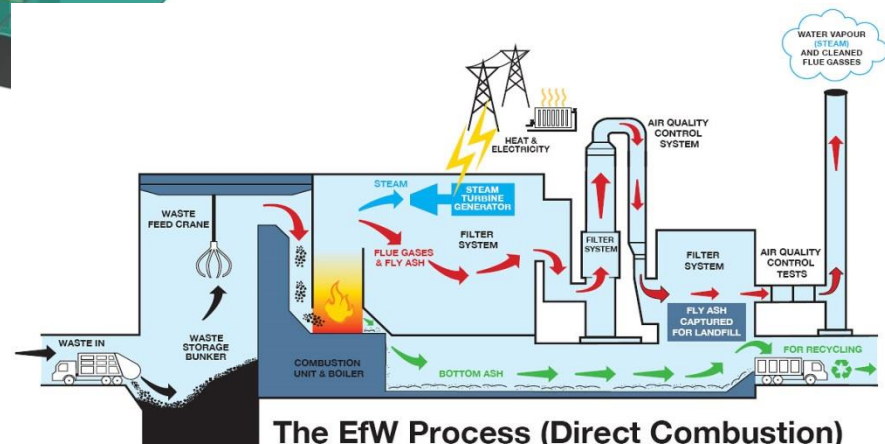 WATER VAPOUR
(STEAM)
AND CLEANED
FLUE GASSES
HEAT &
ELECTRICITY
AIR QUALITY
CONTROL
SYSTEM
STEAM
STEAM
TURBINE
GENERATOR
WASTE
FEED CRANE
FILTER
SYSTEM
FLUE GASES
& FLY ASH
FILTER
SYSTEM
FILTER
SYSTEM
AIR QUALITY
CONTROL
TESTS
FLY ASH
CAPTURED
FOR LANDFILL
WASTE IN
WASTE
STORAGE
BUNKER
COMBUSTION
UNIT & BOILER
BOTTOM ASH
FOR RECYCLING
The EfW Process (Direct Combustion)